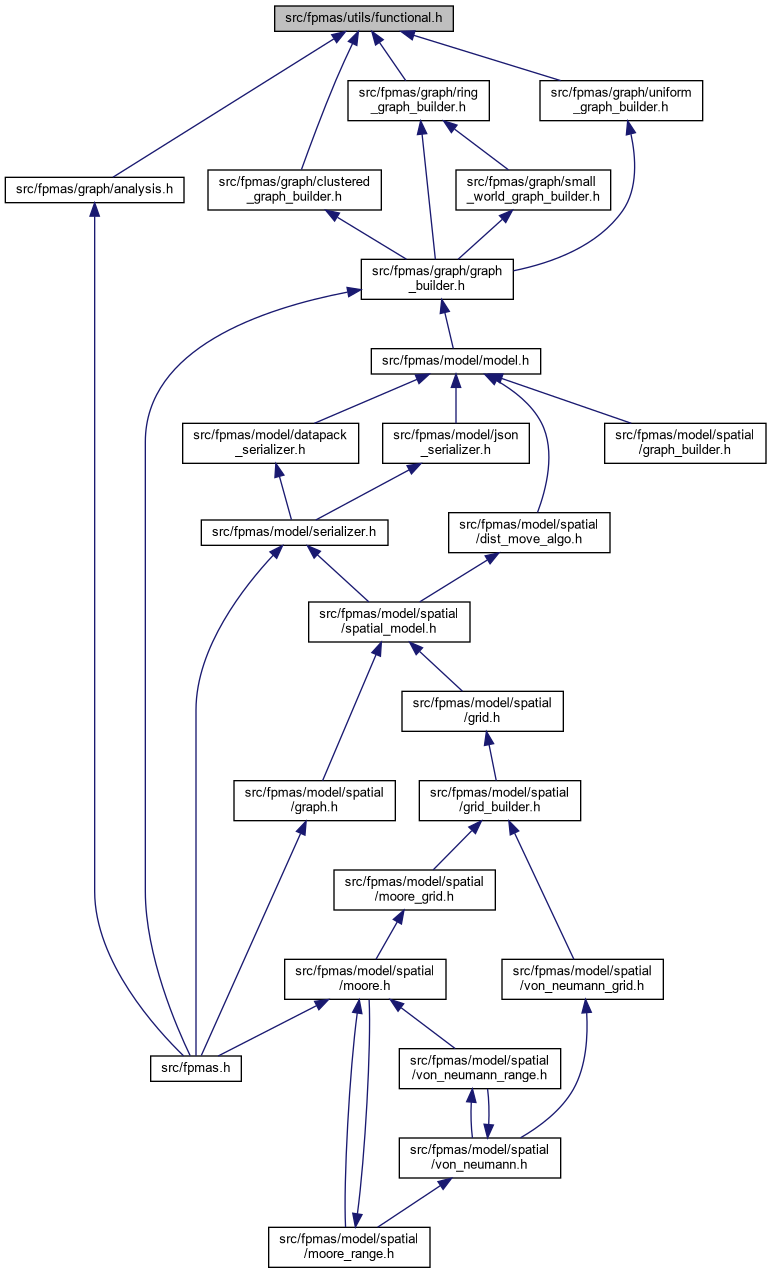 src/fpmas/utils/functional.h
src/fpmas/graph/ring
_graph_builder.h
src/fpmas/graph/uniform
_graph_builder.h
src/fpmas/graph/analysis.h
src/fpmas/graph/clustered
_graph_builder.h
src/fpmas/graph/small
_world_graph_builder.h
src/fpmas/graph/graph
_builder.h
src/fpmas/model/model.h
src/fpmas/model/datapack
_serializer.h
src/fpmas/model/json
_serializer.h
src/fpmas/model/spatial
/graph_builder.h
src/fpmas/model/serializer.h
src/fpmas/model/spatial
/dist_move_algo.h
src/fpmas/model/spatial
/spatial_model.h
src/fpmas/model/spatial
/grid.h
src/fpmas/model/spatial
/graph.h
src/fpmas/model/spatial
/grid_builder.h
src/fpmas/model/spatial
/moore_grid.h
src/fpmas/model/spatial
/moore.h
src/fpmas/model/spatial
/von_neumann_grid.h
src/fpmas.h
src/fpmas/model/spatial
/von_neumann_range.h
src/fpmas/model/spatial
/von_neumann.h
src/fpmas/model/spatial
/moore_range.h